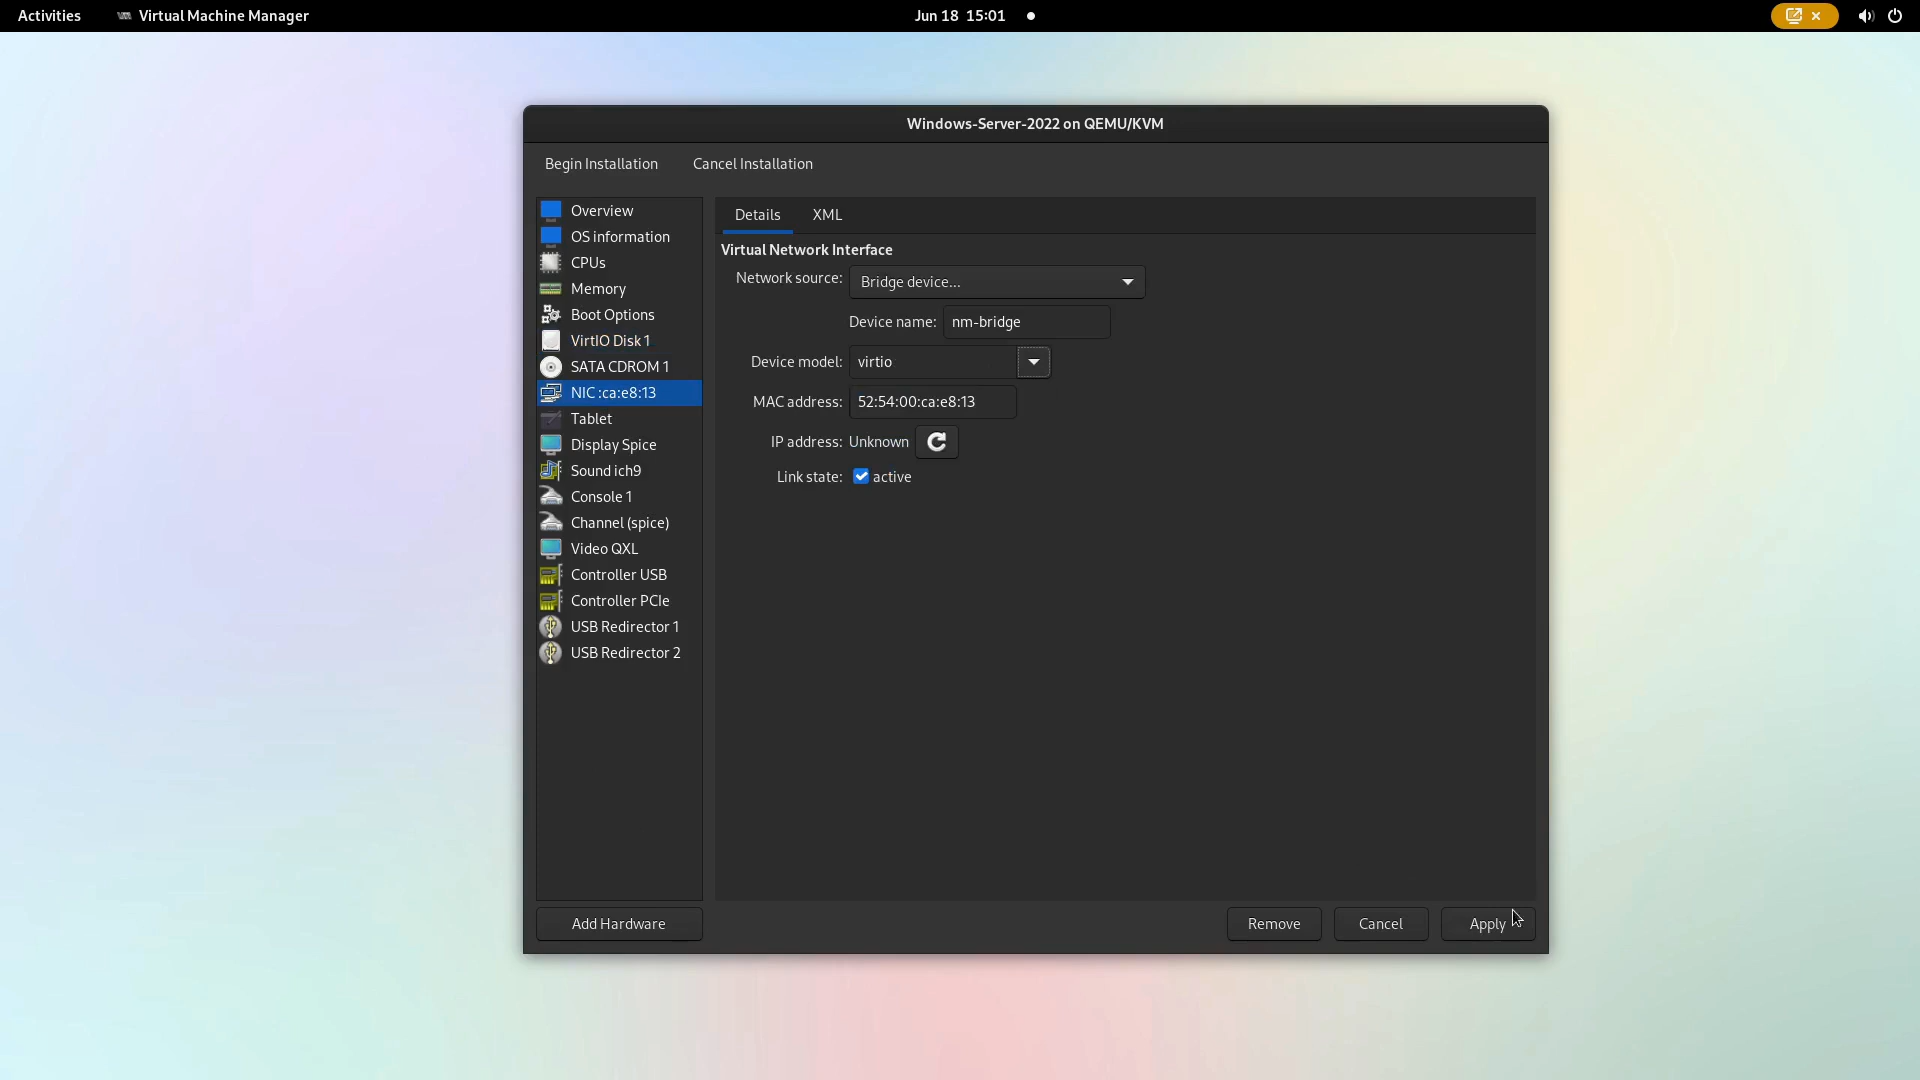 Activities Virtual Machine Manager Jun 18 15:01
Windows-Server-2022 on QEMU/KVM
Begin Installation Cancel Installation
Overview
OS information
CPUs
Memory
Boot Options
VirtIO Disk 1
SATA CDROM 1
NIC :ca:e8:13
Tablet
Display Spice
Sound ich9
Console 1
Channel (spice)
Video QXL
Controller USB
Controller PCIe
USB Redirector 1
USB Redirector 2
Add Hardware
Details XML
Virtual Network Interface
Network source: Bridge device...
Device name: nm-bridge
Device model: virtio
MAC address: 52:54:00:ca:e8:13
IP address: Unknown
Link state: active
Remove Cancel Apply